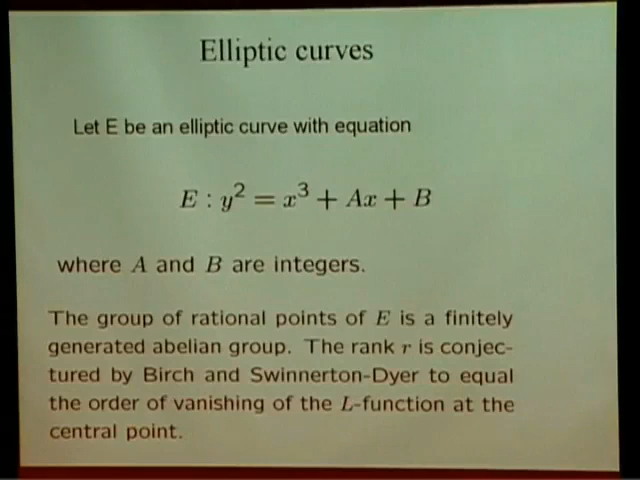 Elliptic curves
Let E be an elliptic curve with equation
E : y² = x³ + Ax + B
where A and B are integers.
The group of rational points of E is a finitely
generated abelian group. The rank r is conjec-
tured by Birch and Swinnerton-Dyer to equal
the order of vanishing of the L-function at the
central point.